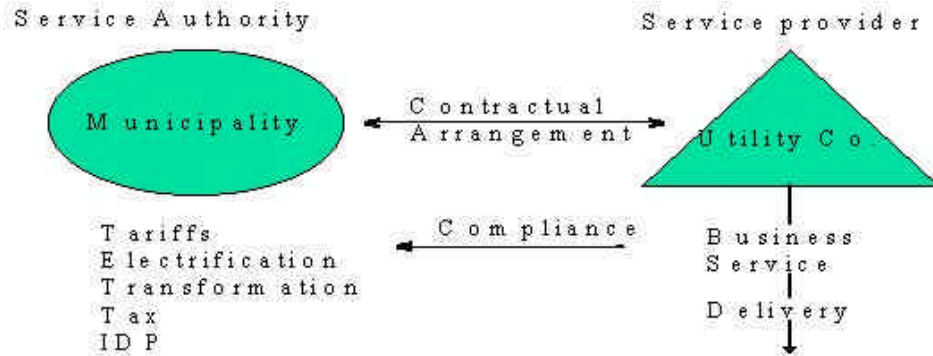 Service Authority
Service provider
Municipality
Contractual
Arrangement
Utility Co.
Tariffs
Electrification
Transformation
Tax
IDP
Compliance
Business
Service
Delivery